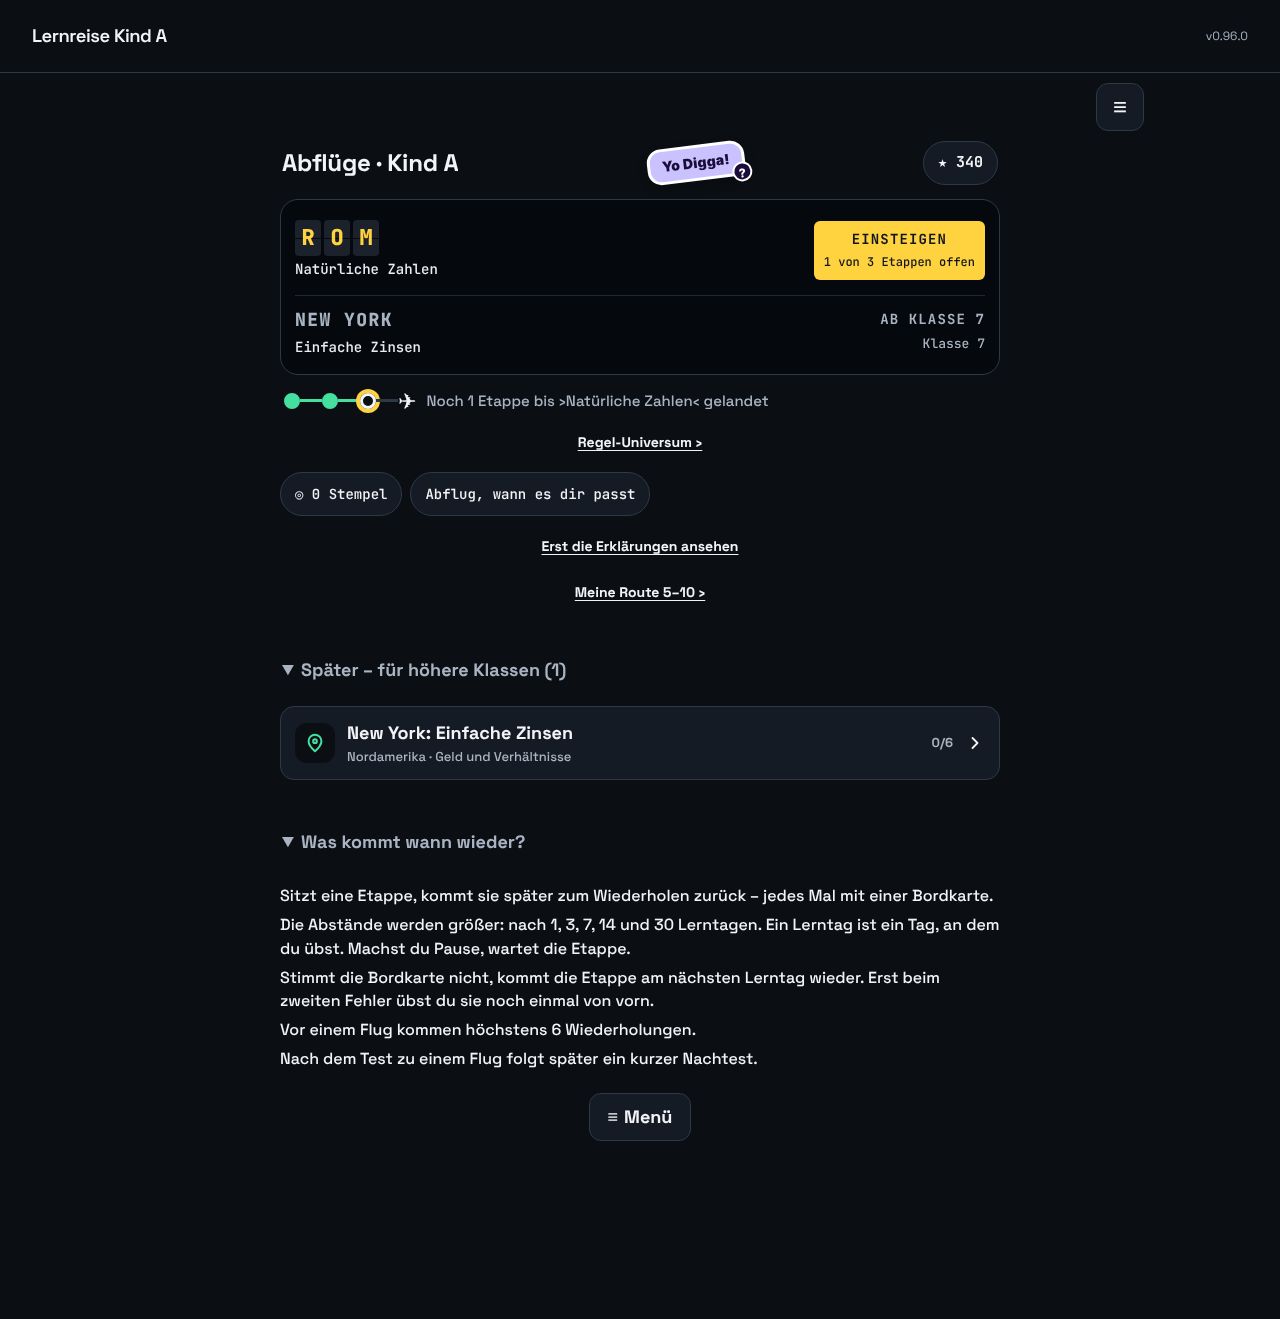 Lernreise Kind A
v0.96.0
≡
Abflüge · Kind A
Yo Digga!
?
★ 340
ROM
Natürliche Zahlen
EINSTEIGEN
1 von 3 Etappen offen
NEW YORK
Einfache Zinsen
AB KLASSE 7
Klasse 7
Noch 1 Etappe bis ›Natürliche Zahlen‹ gelandet
Regel-Universum ›
◎ 0 Stempel
Abflug, wann es dir passt
Erst die Erklärungen ansehen
Meine Route 5–10 ›
▼ Später – für höhere Klassen (1)
New York: Einfache Zinsen
Nordamerika · Geld und Verhältnisse
0/6
▼ Was kommt wann wieder?
Sitzt eine Etappe, kommt sie später zum Wiederholen zurück – jedes Mal mit einer Bordkarte.
Die Abstände werden größer: nach 1, 3, 7, 14 und 30 Lerntagen. Ein Lerntag ist ein Tag, an dem
du übst. Machst du Pause, wartet die Etappe.
Stimmt die Bordkarte nicht, kommt die Etappe am nächsten Lerntag wieder. Erst beim
zweiten Fehler übst du sie noch einmal von vorn.
Vor einem Flug kommen höchstens 6 Wiederholungen.
Nach dem Test zu einem Flug folgt später ein kurzer Nachtest.
≡ Menü